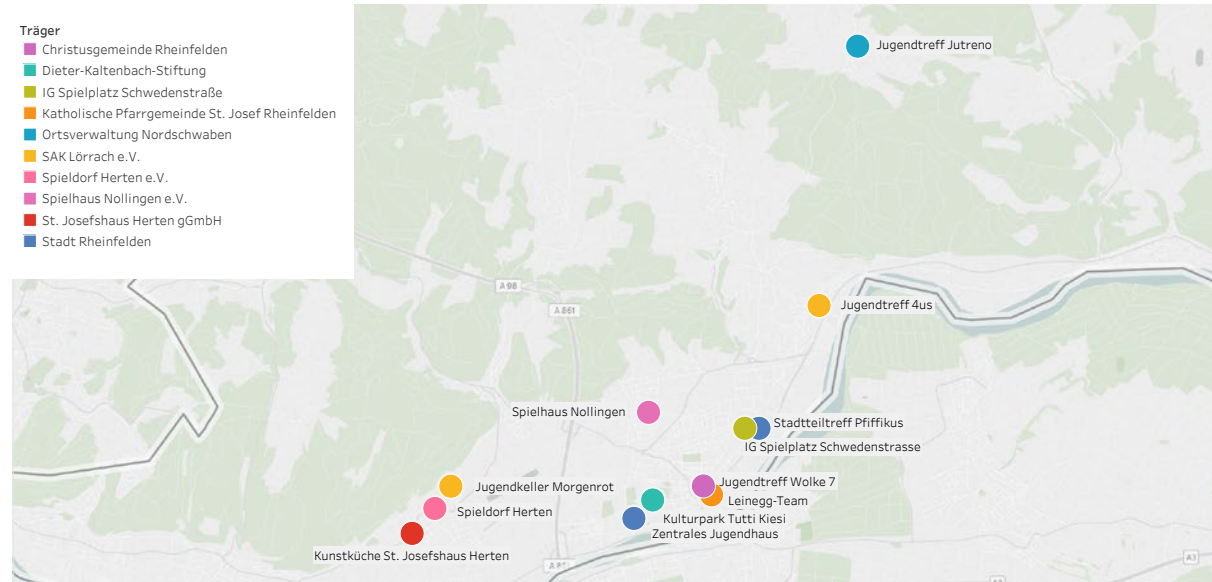 Träger
Christusgemeinde Rheinfelden
Dieter-Kaltenbach-Stiftung
IG Spielplatz Schwedenstraße
Katholische Pfarrgemeinde St. Josef Rheinfelden
Ortsverwaltung Nordschwaben
SAK Lörrach e.V.
Spieldorf Herten e.V.
Spielhaus Nollingen e.V.
St. Josefshaus Herten gGmbH
Stadt Rheinfelden
Jugendtreff Jutreno
A 98
A 861
Jugendtreff 4us
Spielhaus Nollingen
Stadtteiltreff Pfiffikus
IG Spielplatz Schwedenstrasse
Jugendtreff Wolke 7
Jugendkeller Morgenrot
Leinegg-Team
Spieldorf Herten
Kulturpark Tutti Kiesi
Zentrales Jugendhaus
Kunstküche St. Josefshaus Herten
A3